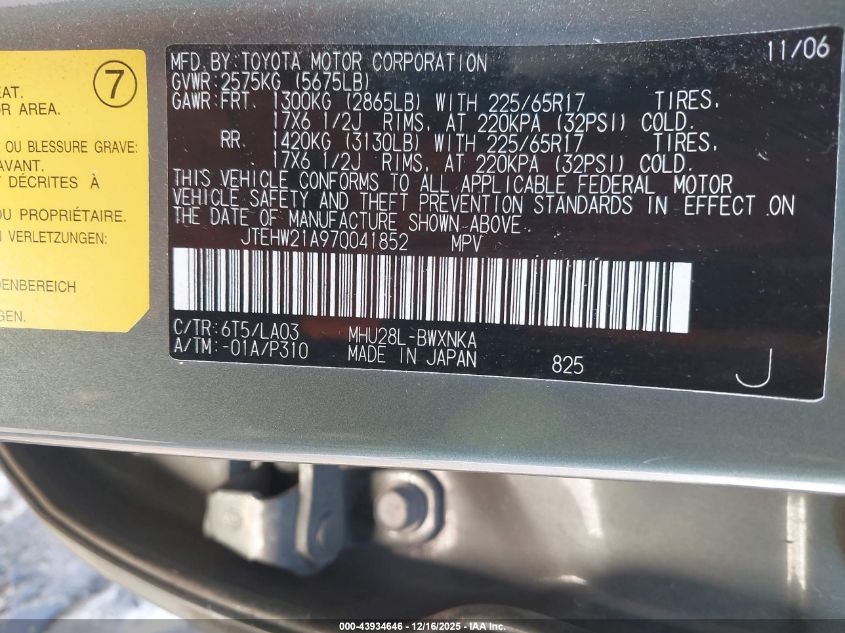 7
EAT.
OR AREA.
OU BLESSURE GRAVE:
AVANT.
T DÉCRITES À
DU PROPRIÉTAIRE.
N VERLETZUNGEN:
DENBEREICH
GEN
MFD. BY: TOYOTA MOTOR CORPORATION 11/06
GVWR: 2575KG (5675LB)
GAWR: FRT. 1300KG (2865LB) WITH 225/65R17 TIRES,
17X6 1/2J RIMS, AT 220KPA (32PSI) COLD.
RR. 1420KG (3130LB) WITH 225/65R17 TIRES,
17X6 1/2J RIMS, AT 220KPA (32PSI) COLD.
THIS VEHICLE CONFORMS TO ALL APPLICABLE FEDERAL MOTOR
VEHICLE SAFETY AND THEFT PREVENTION STANDARDS IN EFFECT ON
THE DATE OF MANUFACTURE SHOWN ABOVE.
JTEHW21A970041852 MPV
C/TR: 6T5/LA03 MHU28L-BWXNKA
A/TM: -01A/P310 MADE IN JAPAN 825 J
000-43934646 - 12/16/2025 - IAA Inc.